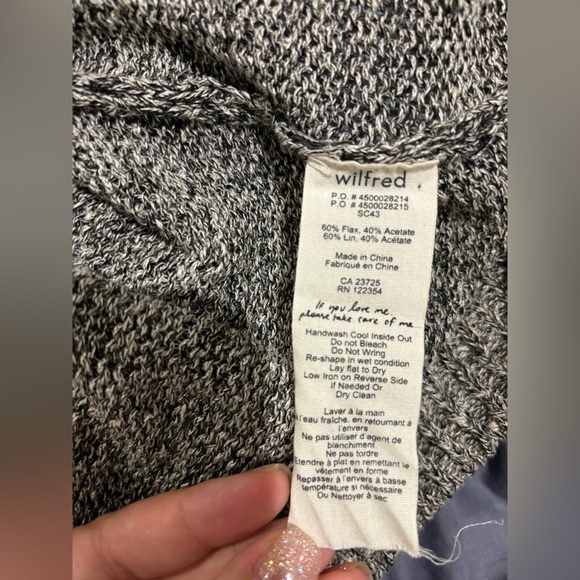 wilfred
P.O. # 4500028214
P.O # 4500028215
SC43
60% Flax, 40% Acetate
60% Lin, 40% Acétate
Made in China
Fabriqué en China
CA 23725
RN 122354
If you love me,
please take care of me
Handwash Cool Inside Out
Do not Bleach
Do not Wring
Re-shape in wet condition
Lay flat to Dry
Low Iron on Reverse Side
if Needed Or
Dry Clean
Laver à la main
à l'eau fraîche, en retournant à
l'envers
Ne pas utiliser d'agent de
blanchiment
Ne pas tordre
Etendre à plat en remettant le
vêtement en forme
Repasser à l'envers à basse
température si nécessaire
Ou Nettoyer à sec